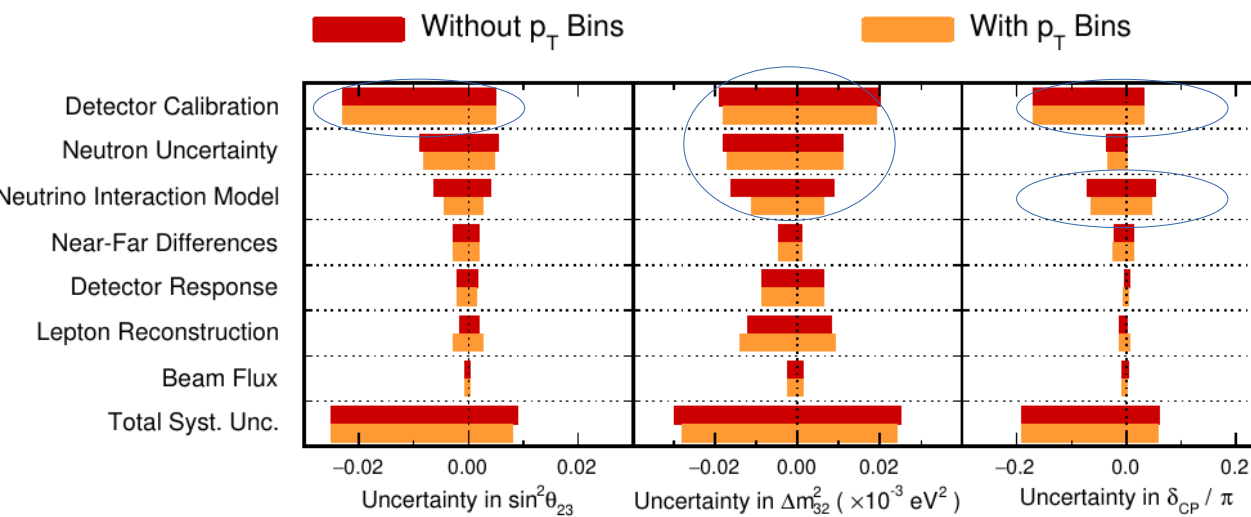 Without p_T Bins With p_T Bins
Detector Calibration
Neutron Uncertainty
Neutrino Interaction Model
Near-Far Differences
Detector Response
Lepton Reconstruction
Beam Flux
Total Syst. Unc.
−0.02 0.00 0.02 −0.02 0.00 0.02 −0.2 0.0 0.2
Uncertainty in sin²θ₂₃ Uncertainty in Δm²₃₂ ( ×10⁻³ eV² ) Uncertainty in δ_CP / π